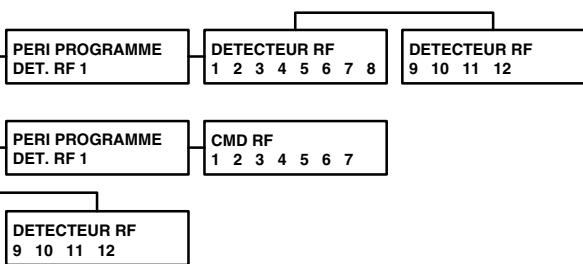 PERI PROGRAMME
DET. RF 1
DETECTEUR RF
1 2 3 4 5 6 7 8
DETECTEUR RF
9 10 11 12
PERI PROGRAMME
DET. RF 1
CMD RF
1 2 3 4 5 6 7
DETECTEUR RF
9 10 11 12